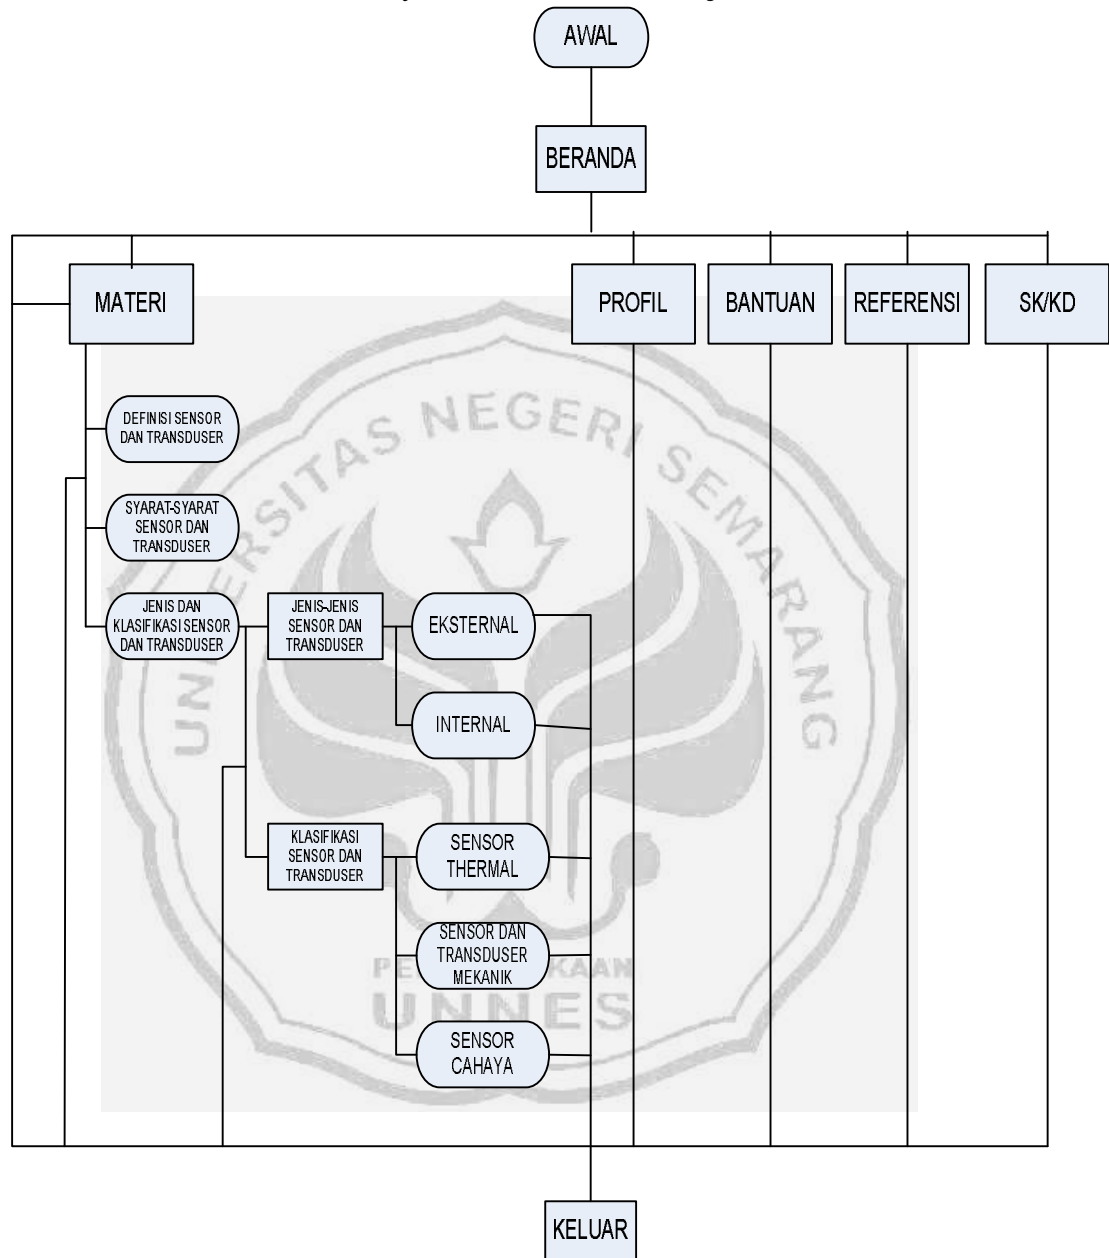 AWAL
BERANDA
MATERI
PROFIL
BANTUAN
REFERENSI
SK/KD
DEFINISI SENSOR
DAN TRANSDUSER
SYARAT-SYARAT
SENSOR DAN
TRANSDUSER
JENIS DAN
KLASIFIKASI SENSOR
DAN TRANSDUSER
JENIS-JENIS
SENSOR DAN
TRANSDUSER
EKSTERNAL
INTERNAL
KLASIFIKASI
SENSOR DAN
TRANSDUSER
SENSOR
THERMAL
SENSOR DAN
TRANSDUSER
MEKANIK
SENSOR
CAHAYA
KELUAR
UNIVERSITAS NEGERI SEMARANG
UNNES